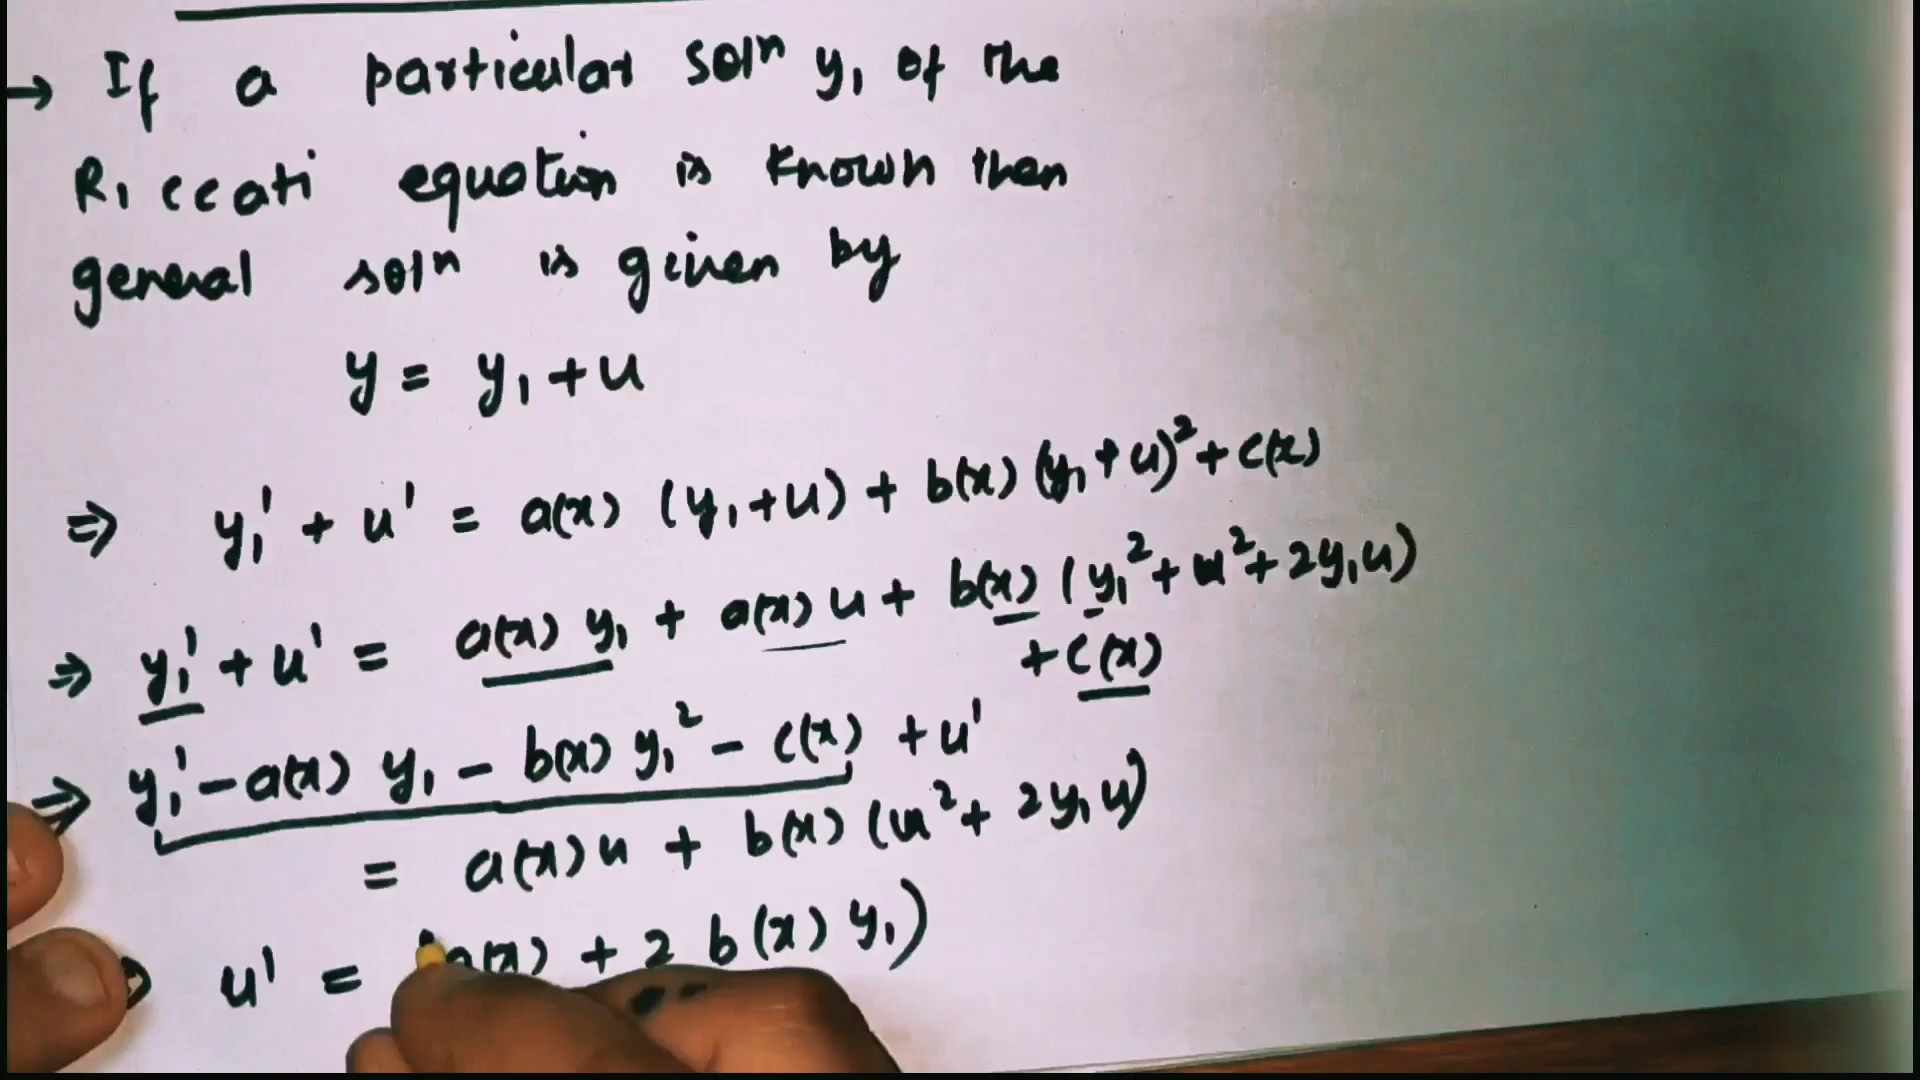 → If a particular solⁿ y₁ of the
Riccati equation is known then
general solⁿ is given by
y = y₁ + u
⇒ y₁' + u' = a(x) (y₁+u) + b(x) (y₁+u)² + c(x)
⇒ y₁' + u' = a(x) y₁ + a(x) u + b(x) (y₁² + u² + 2y₁u)
+ c(x)
⇒ y₁' - a(x) y₁ - b(x) y₁² - c(x) + u'
= a(x) u + b(x) (u² + 2y₁u)
⇒ u' = a(x) + 2 b(x) y₁)